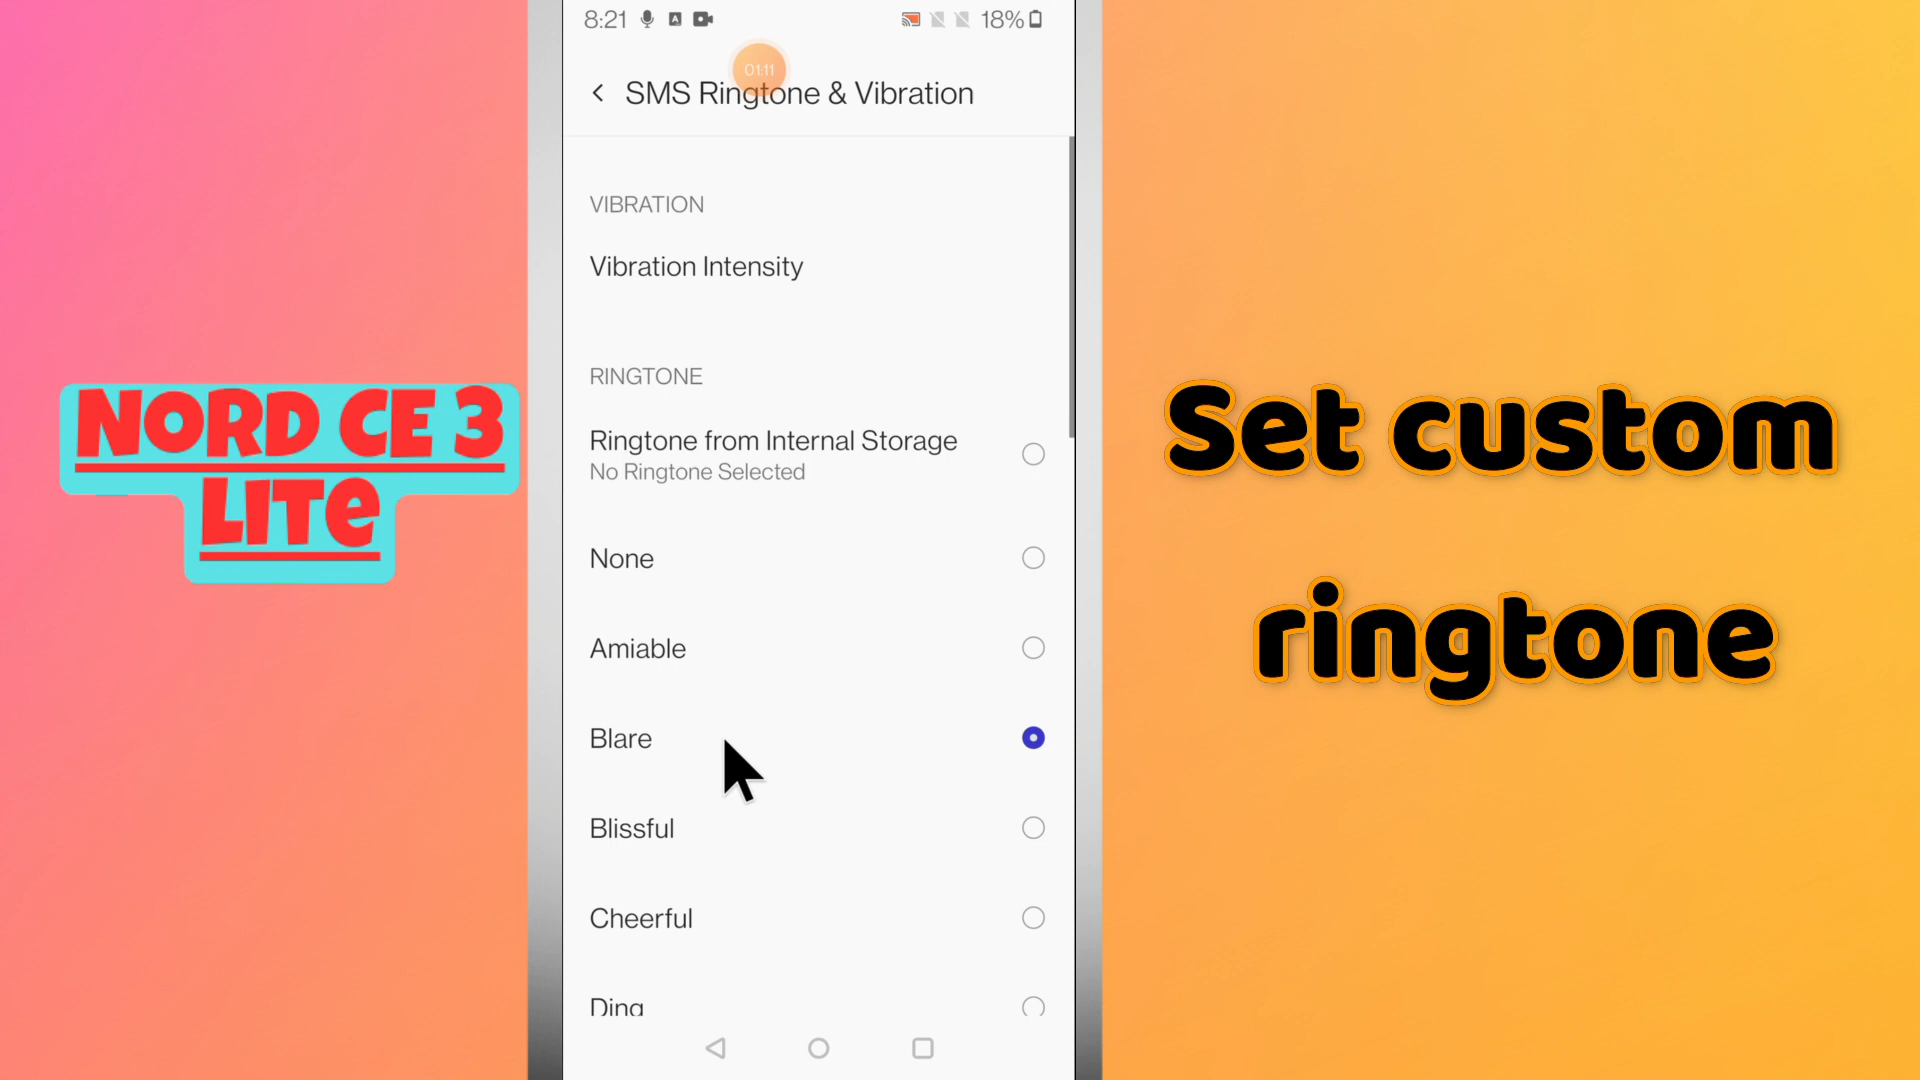 NORD CE 3
LITe
8:21
A
18%
01:11
SMS Ringtone & Vibration
VIBRATION
Vibration Intensity
RINGTONE
Ringtone from Internal Storage
No Ringtone Selected
None
Amiable
Blare
Blissful
Cheerful
Ding
Set custom
ringtone